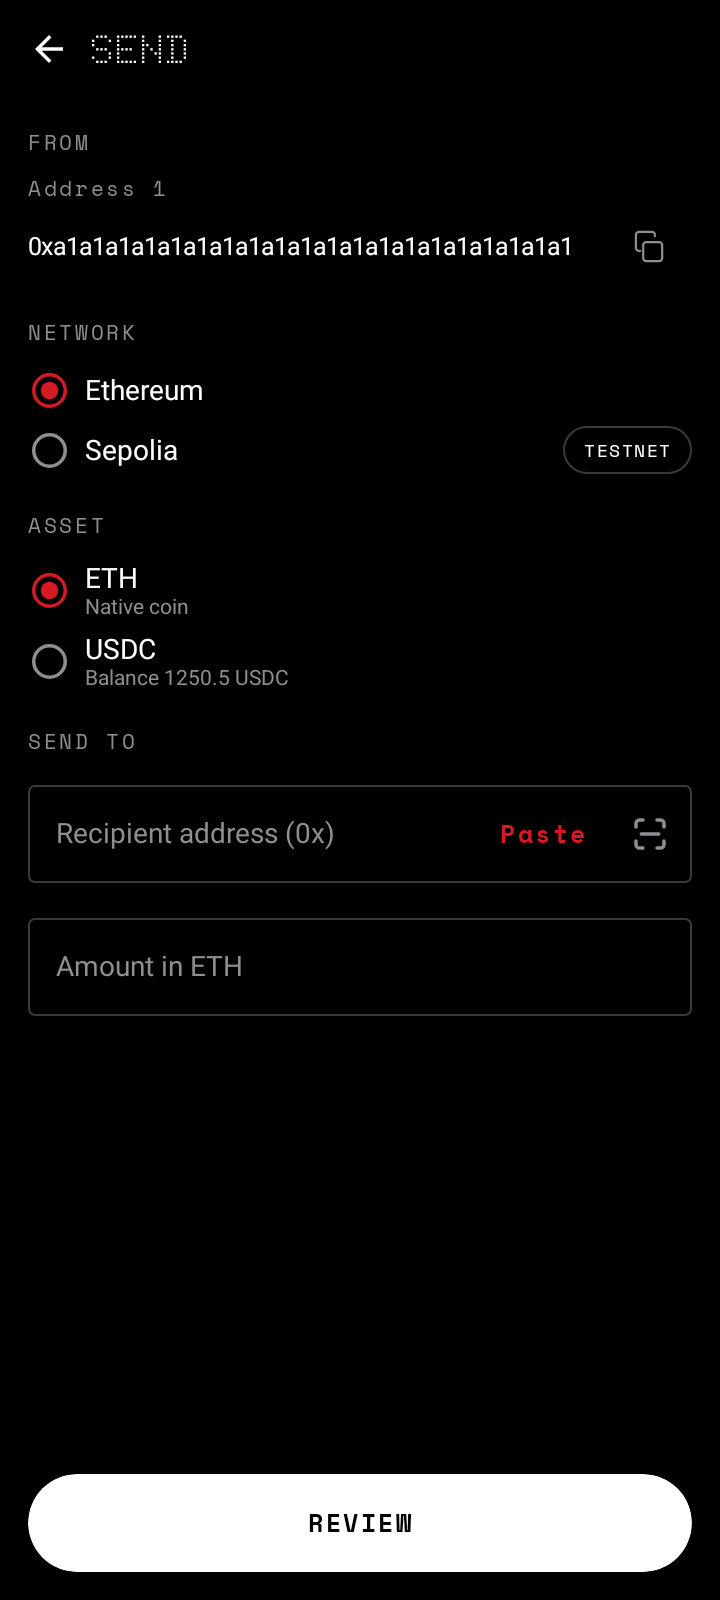 SEND
FROM
Address 1
0xa1a1a1a1a1a1a1a1a1a1a1a1a1a1a1a1a1a1a1a1
NETWORK
Ethereum
Sepolia
TESTNET
ASSET
ETH
Native coin
USDC
Balance 1250.5 USDC
SEND TO
Recipient address (0x)
Paste
Amount in ETH
REVIEW